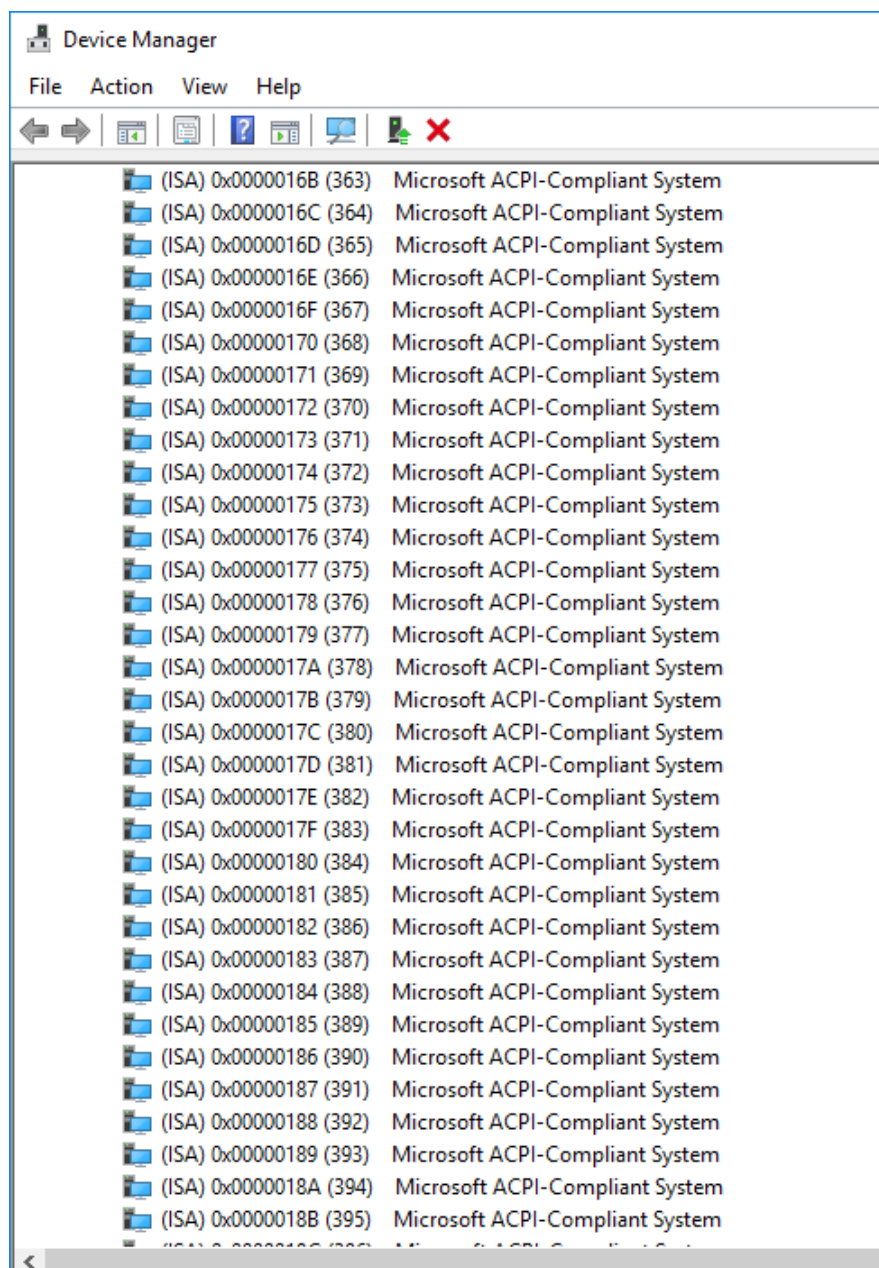 Device Manager
File Action View Help
(ISA) 0x0000016B (363) Microsoft ACPI-Compliant System
(ISA) 0x0000016C (364) Microsoft ACPI-Compliant System
(ISA) 0x0000016D (365) Microsoft ACPI-Compliant System
(ISA) 0x0000016E (366) Microsoft ACPI-Compliant System
(ISA) 0x0000016F (367) Microsoft ACPI-Compliant System
(ISA) 0x00000170 (368) Microsoft ACPI-Compliant System
(ISA) 0x00000171 (369) Microsoft ACPI-Compliant System
(ISA) 0x00000172 (370) Microsoft ACPI-Compliant System
(ISA) 0x00000173 (371) Microsoft ACPI-Compliant System
(ISA) 0x00000174 (372) Microsoft ACPI-Compliant System
(ISA) 0x00000175 (373) Microsoft ACPI-Compliant System
(ISA) 0x00000176 (374) Microsoft ACPI-Compliant System
(ISA) 0x00000177 (375) Microsoft ACPI-Compliant System
(ISA) 0x00000178 (376) Microsoft ACPI-Compliant System
(ISA) 0x00000179 (377) Microsoft ACPI-Compliant System
(ISA) 0x0000017A (378) Microsoft ACPI-Compliant System
(ISA) 0x0000017B (379) Microsoft ACPI-Compliant System
(ISA) 0x0000017C (380) Microsoft ACPI-Compliant System
(ISA) 0x0000017D (381) Microsoft ACPI-Compliant System
(ISA) 0x0000017E (382) Microsoft ACPI-Compliant System
(ISA) 0x0000017F (383) Microsoft ACPI-Compliant System
(ISA) 0x00000180 (384) Microsoft ACPI-Compliant System
(ISA) 0x00000181 (385) Microsoft ACPI-Compliant System
(ISA) 0x00000182 (386) Microsoft ACPI-Compliant System
(ISA) 0x00000183 (387) Microsoft ACPI-Compliant System
(ISA) 0x00000184 (388) Microsoft ACPI-Compliant System
(ISA) 0x00000185 (389) Microsoft ACPI-Compliant System
(ISA) 0x00000186 (390) Microsoft ACPI-Compliant System
(ISA) 0x00000187 (391) Microsoft ACPI-Compliant System
(ISA) 0x00000188 (392) Microsoft ACPI-Compliant System
(ISA) 0x00000189 (393) Microsoft ACPI-Compliant System
(ISA) 0x0000018A (394) Microsoft ACPI-Compliant System
(ISA) 0x0000018B (395) Microsoft ACPI-Compliant System